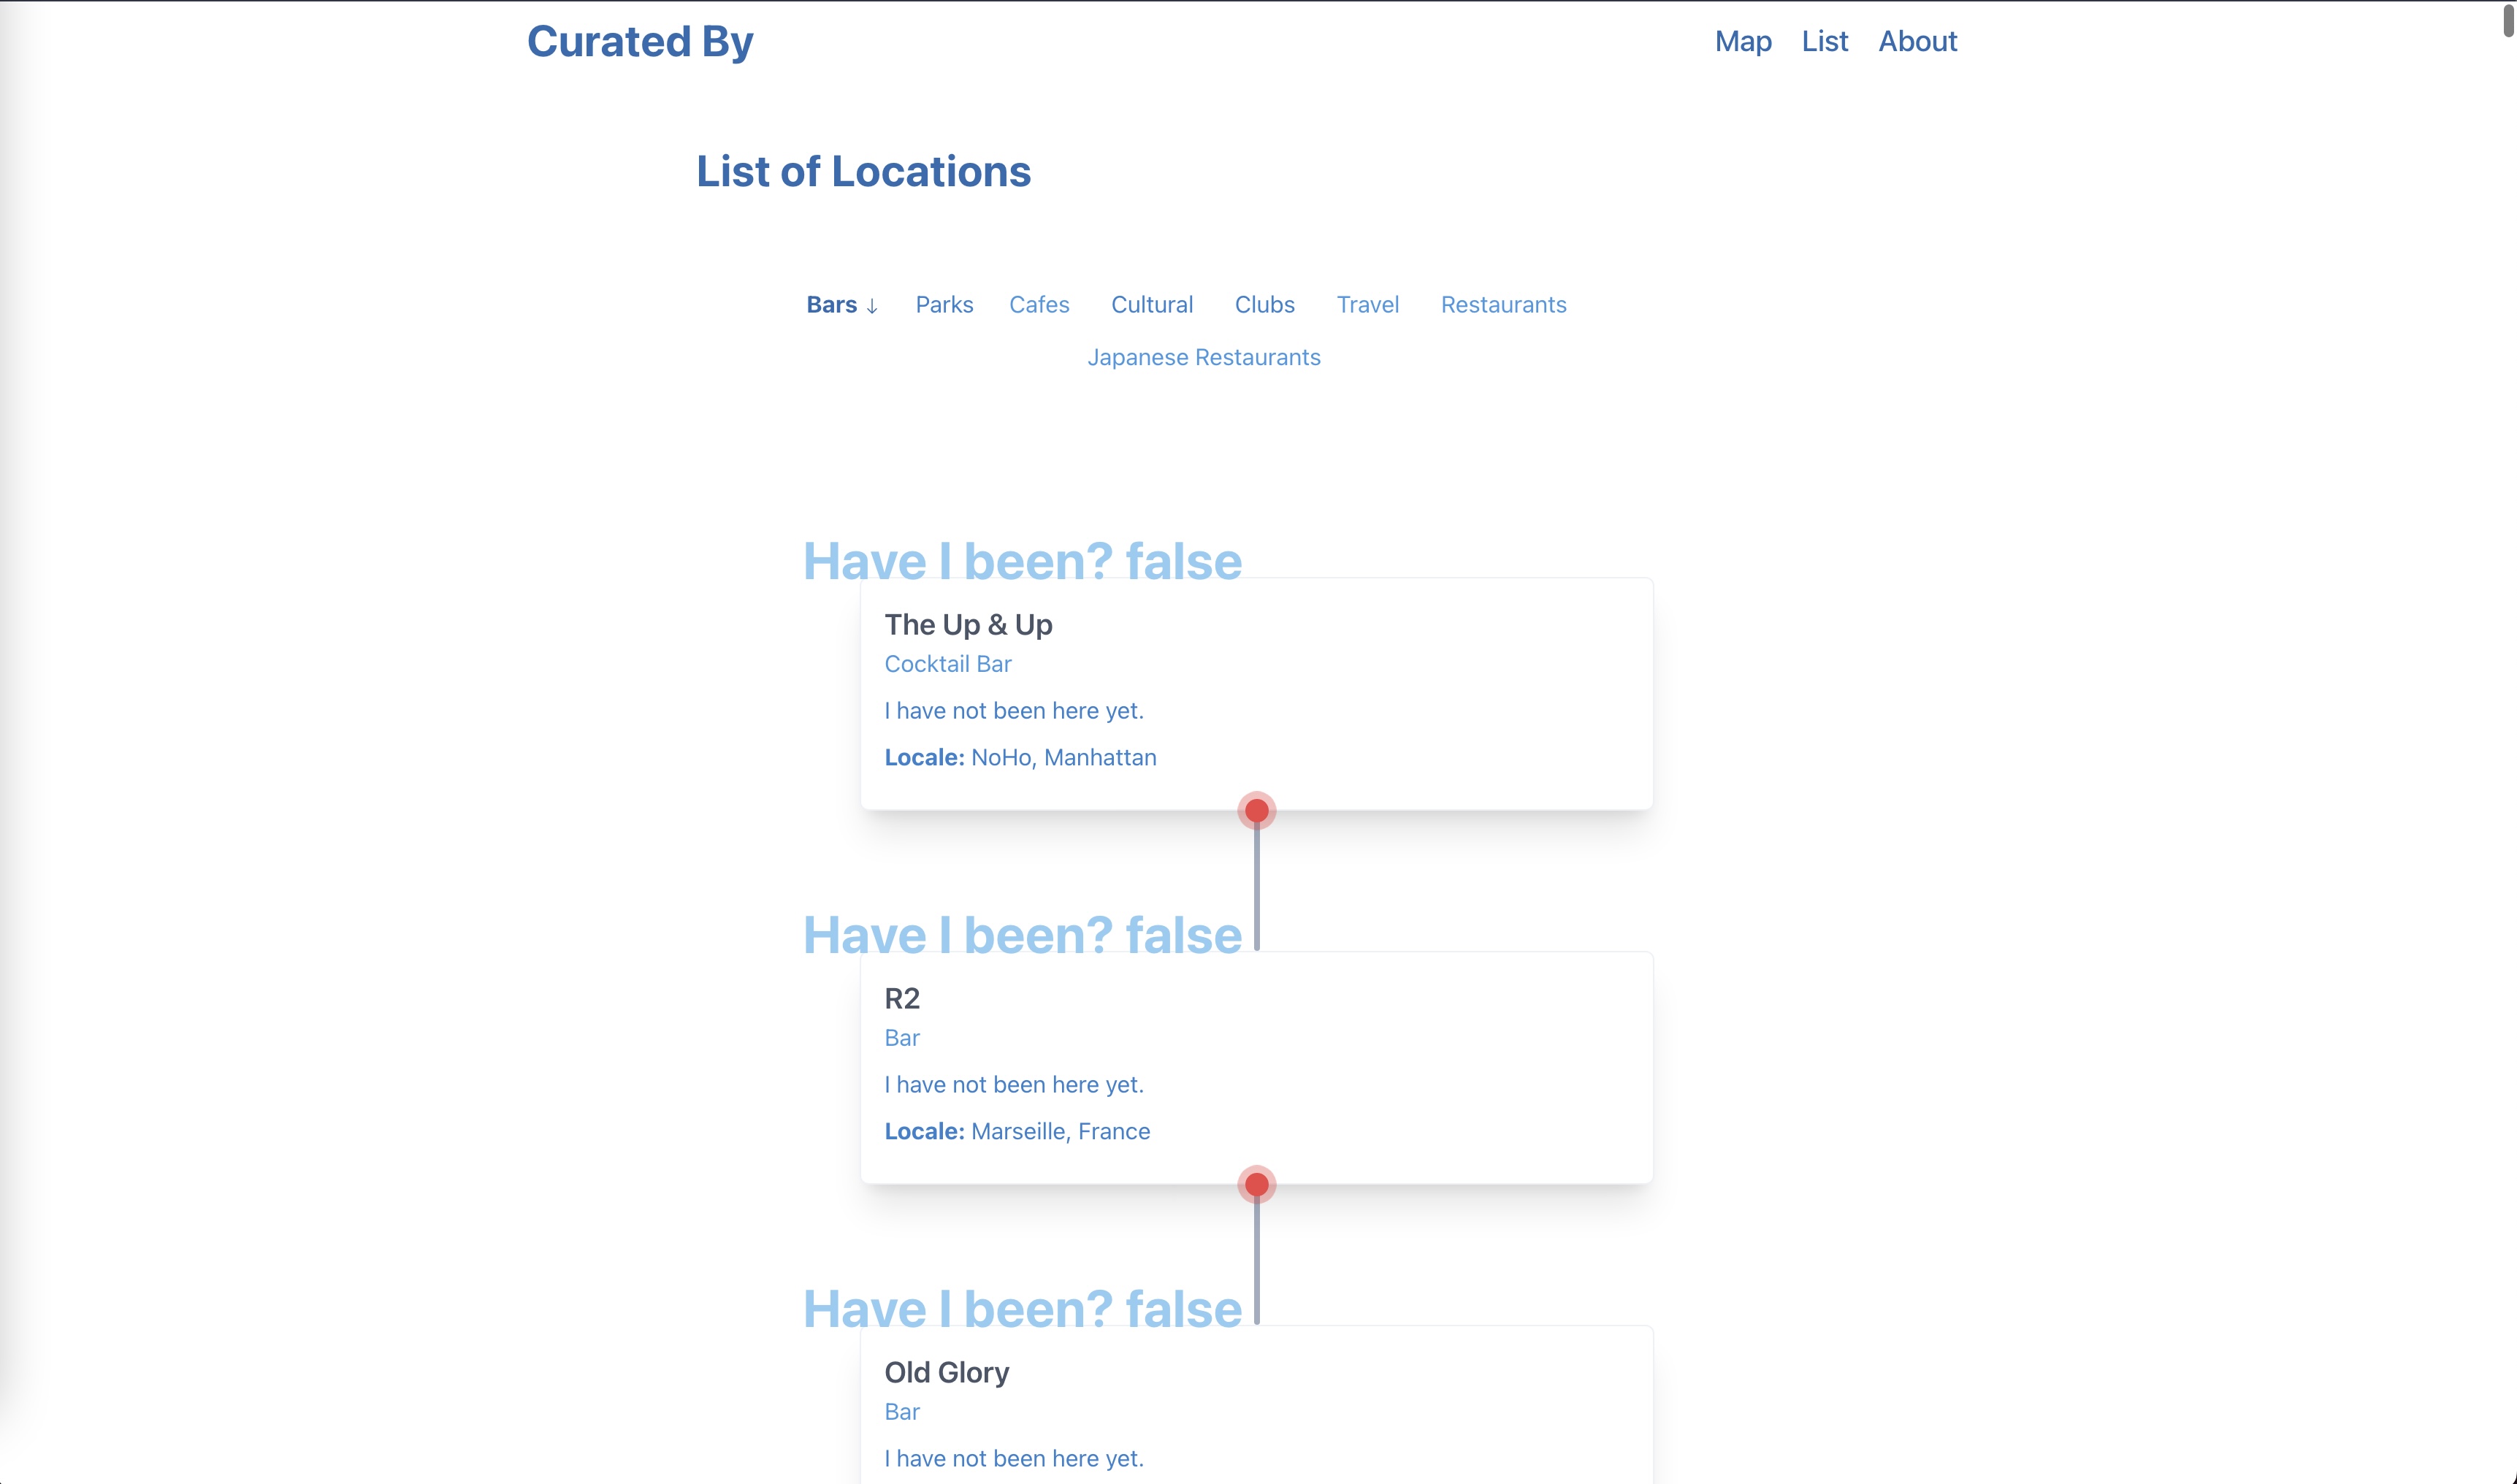 Curated By
Map List About
List of Locations
Bars ↓ Parks Cafes Cultural Clubs Travel Restaurants
Japanese Restaurants
Have I been? false
The Up & Up
Cocktail Bar
I have not been here yet.
Locale: NoHo, Manhattan
Have I been? false
R2
Bar
I have not been here yet.
Locale: Marseille, France
Have I been? false
Old Glory
Bar
I have not been here yet.